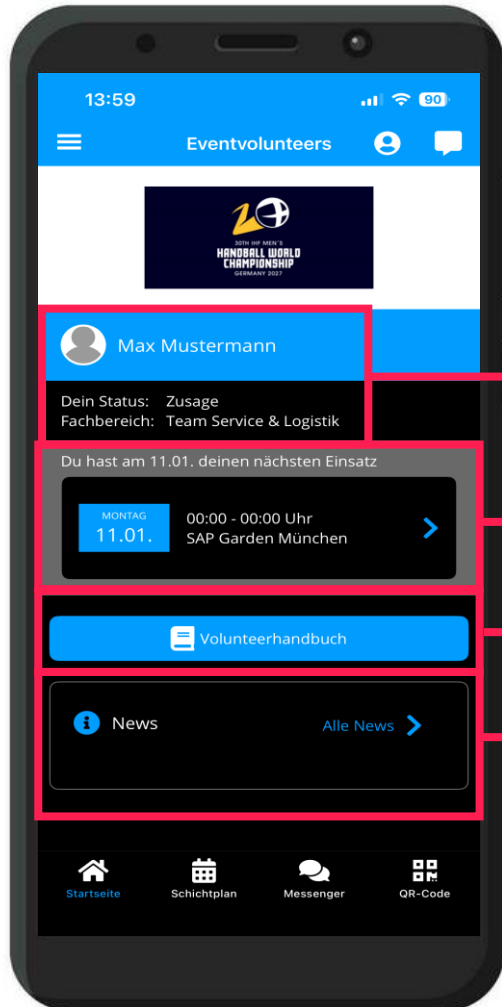 13:59
90
Eventvolunteers
20
30TH IHF MEN'S
HANDBALL WORLD
CHAMPIONSHIP
GERMANY 2027
Max Mustermann
Dein Status: Zusage
Fachbereich: Team Service & Logistik
Du hast am 11.01. deinen nächsten Einsatz
MONTAG
11.01.
00:00 - 00:00 Uhr
SAP Garden München
Volunteerhandbuch
News
Alle News
Startseite
Schichtplan
Messenger
QR-Code